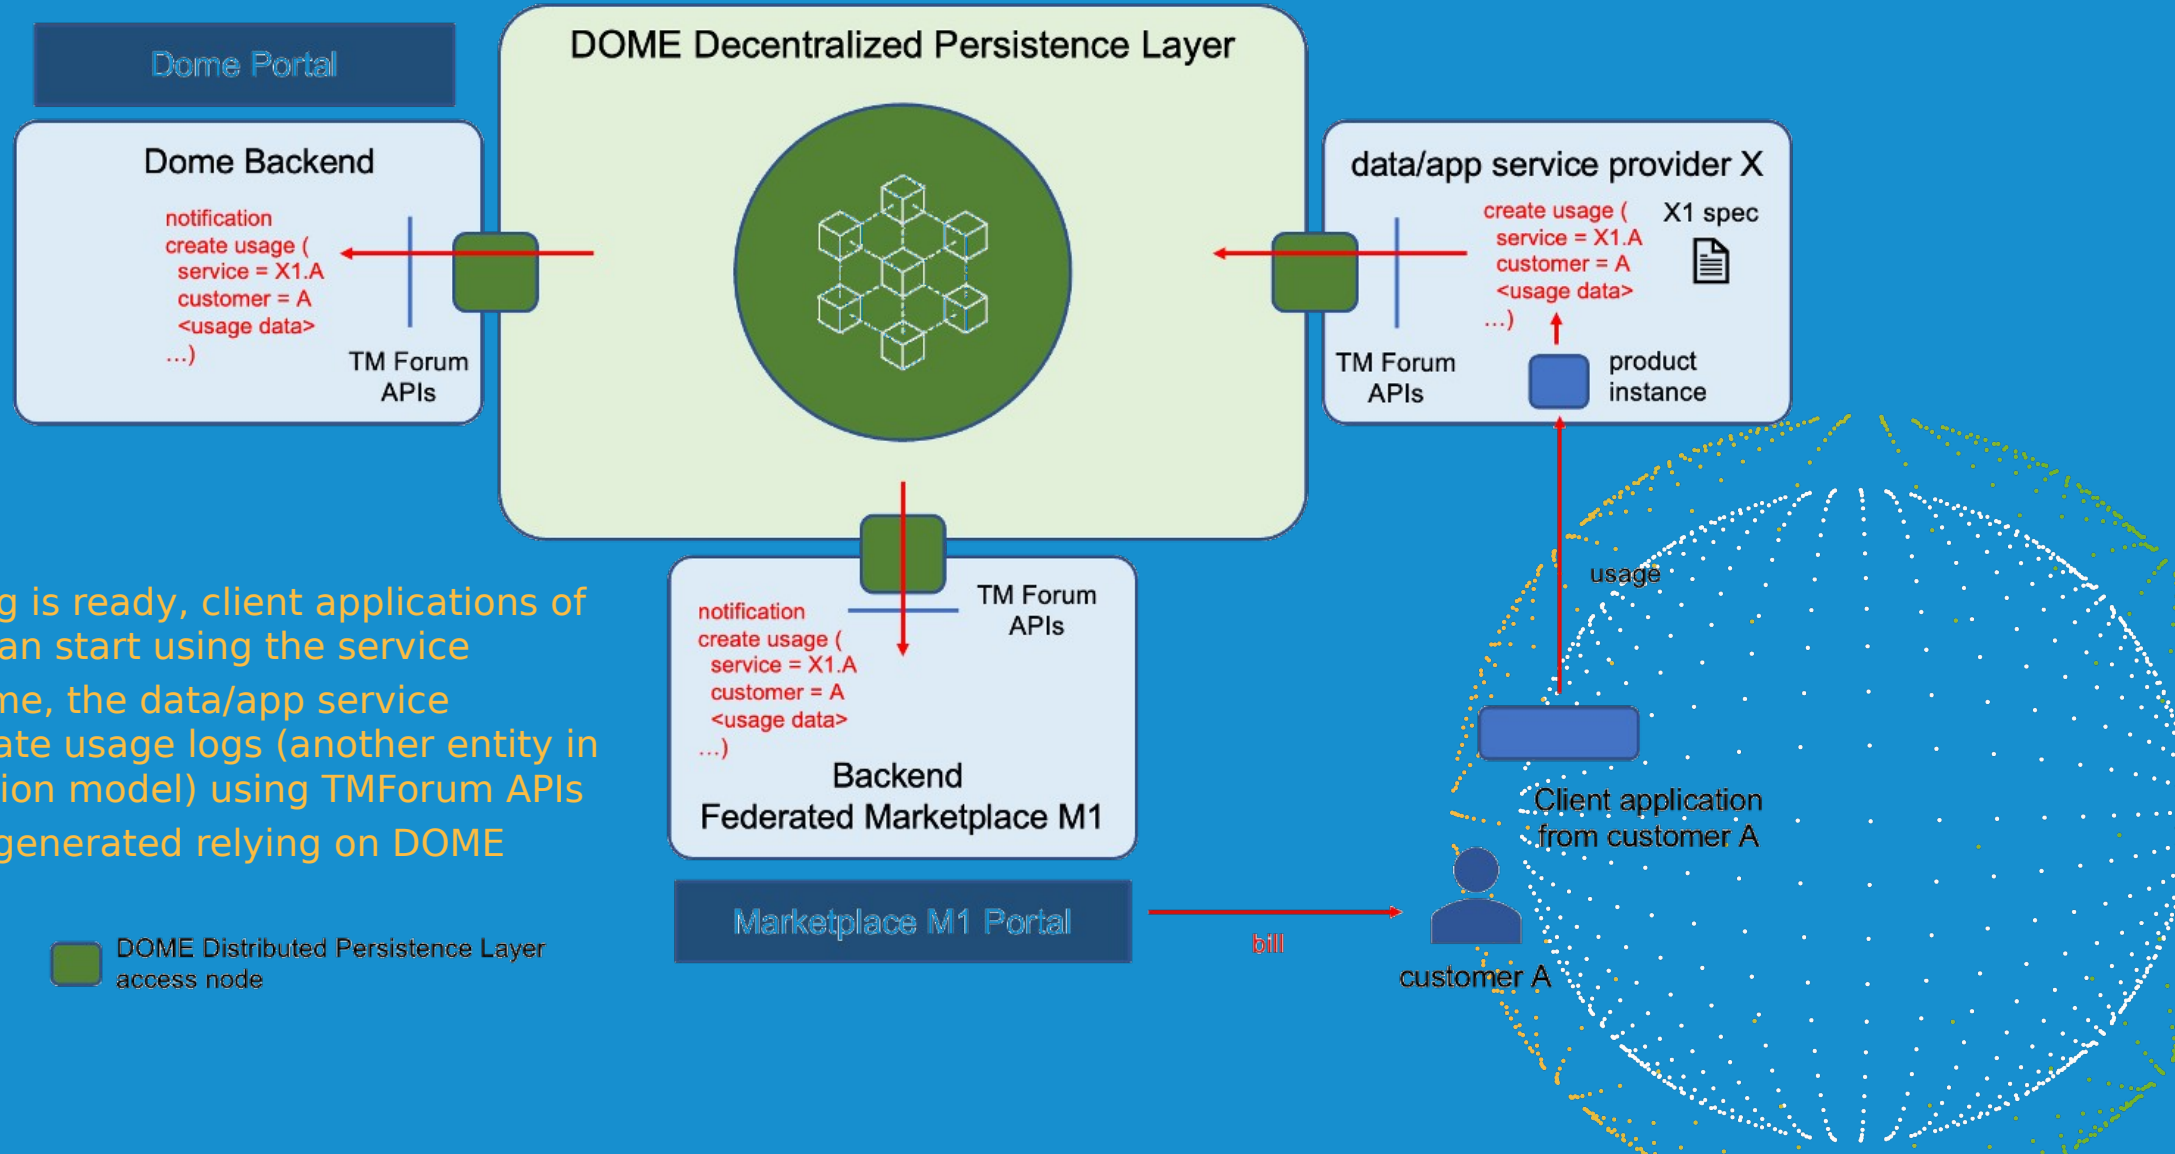 Dome Portal
DOME Decentralized Persistence Layer
Dome Backend
notification
create usage (
service = X1.A
customer = A
<usage data>
...)
TM Forum
APIs
data/app service provider X
create usage (
service = X1.A
customer = A
<usage data>
...)
X1 spec
TM Forum
APIs
product
instance
usage
notification
create usage (
service = X1.A
customer = A
<usage data>
...)
TM Forum
APIs
Backend
Federated Marketplace M1
Marketplace M1 Portal
bill
Client application
from customer A
customer A
g is ready, client applications of
an start using the service
me, the data/app service
ate usage logs (another entity in
ion model) using TMForum APIs
generated relying on DOME
DOME Distributed Persistence Layer
access node